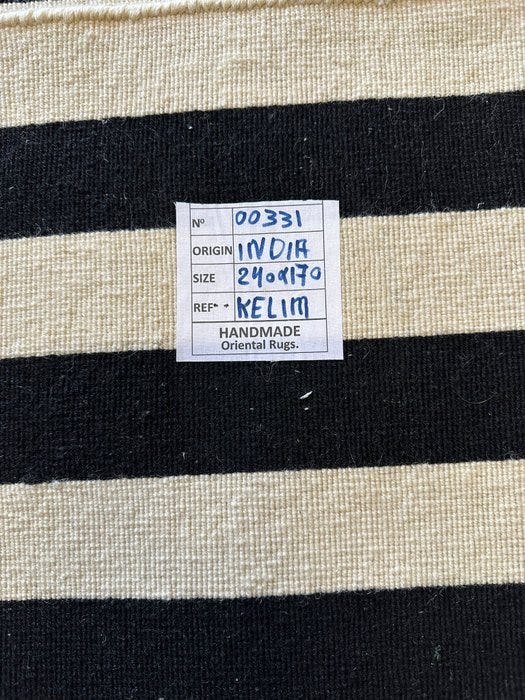 Nº 00331
ORIGIN INDIA
SIZE 240x170
REF KELIM
HANDMADE
Oriental Rugs.